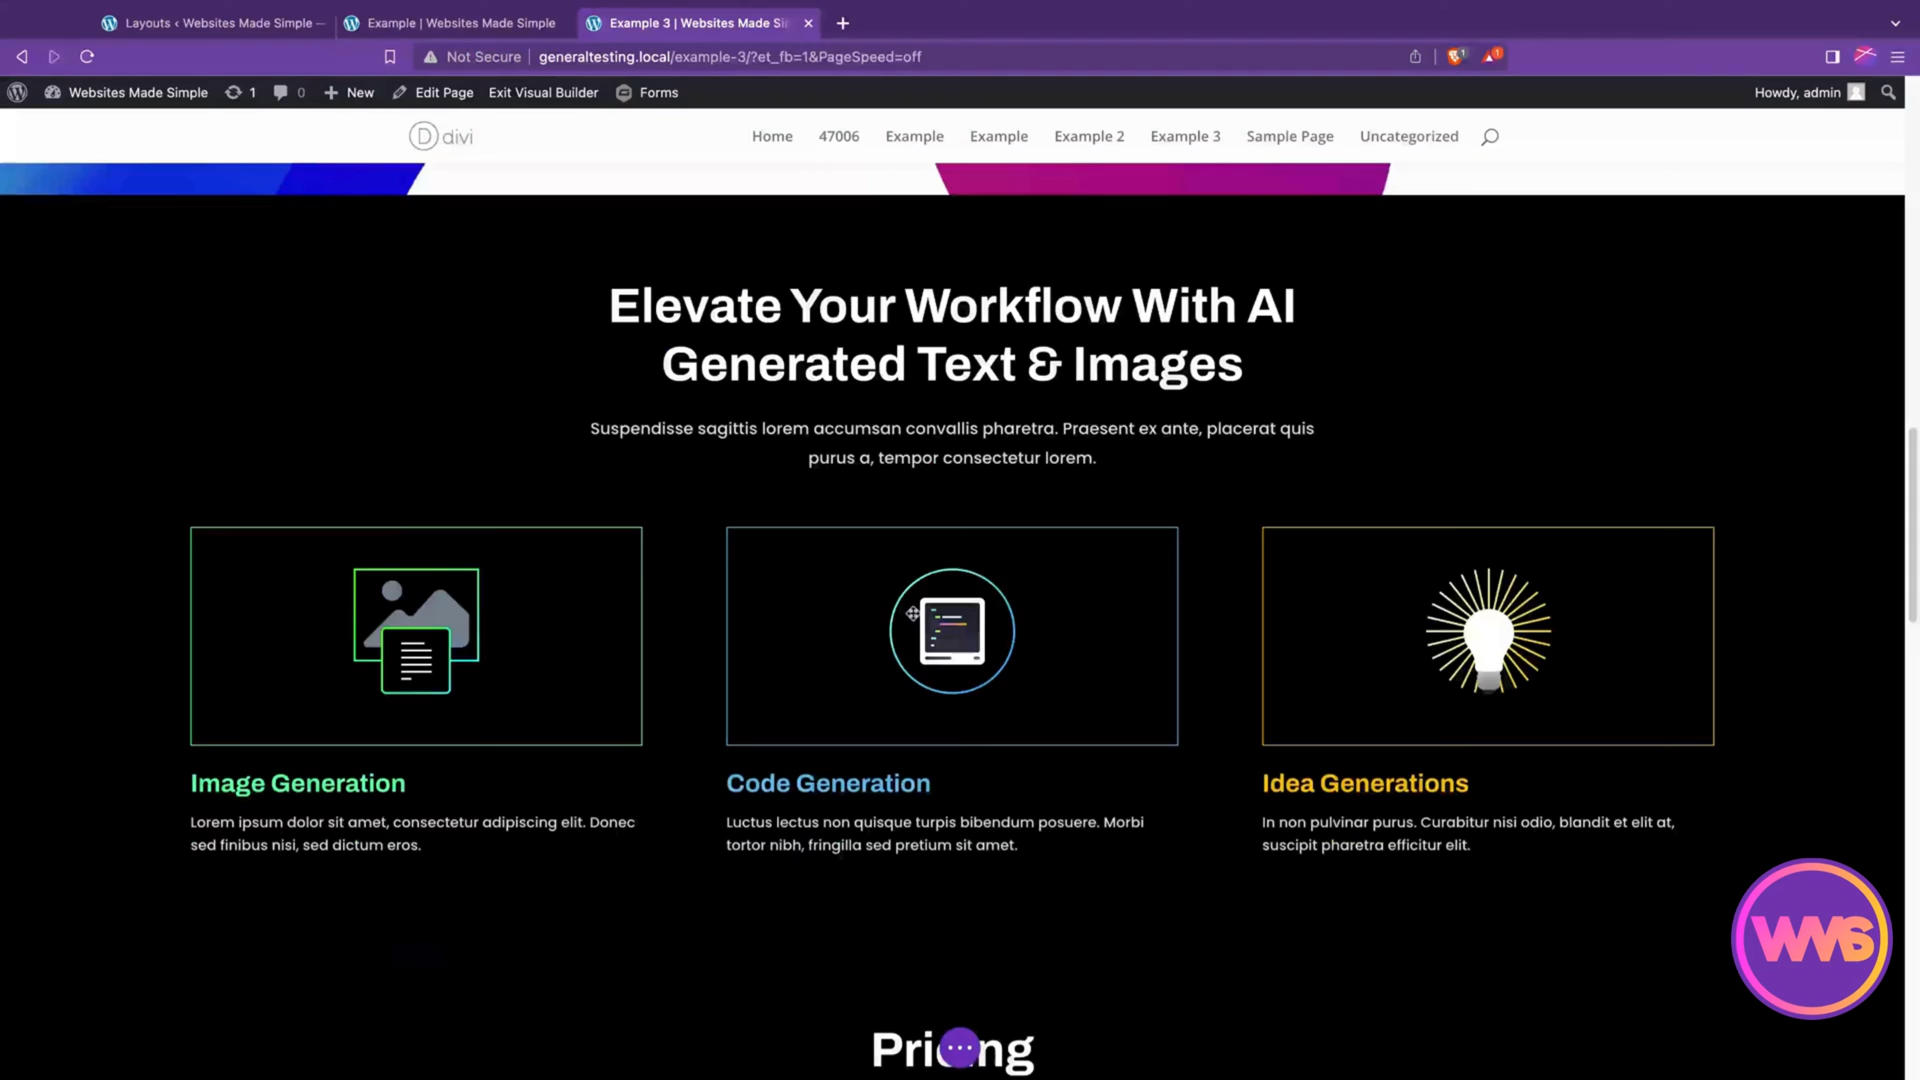 Layouts ‹ Websites Made Simple —
Example | Websites Made Simple
Example 3 | Websites Made Si
Not Secure
generaltesting.local/example-3/?et_fb=1&PageSpeed=off
1
1
Websites Made Simple
1
0
New
Edit Page
Exit Visual Builder
Forms
Howdy, admin
D divi
Home
47006
Example
Example
Example 2
Example 3
Sample Page
Uncategorized
Elevate Your Workflow With AI
Generated Text & Images
Suspendisse sagittis lorem accumsan convallis pharetra. Praesent ex ante, placerat quis
purus a, tempor consectetur lorem.
Image Generation
Lorem ipsum dolor sit amet, consectetur adipiscing elit. Donec
sed finibus nisi, sed dictum eros.
Code Generation
Luctus lectus non quisque turpis bibendum posuere. Morbi
tortor nibh, fringilla sed pretium sit amet.
Idea Generations
In non pulvinar purus. Curabitur nisi odio, blandit et elit at,
suscipit pharetra efficitur elit.
WMS
Pricing